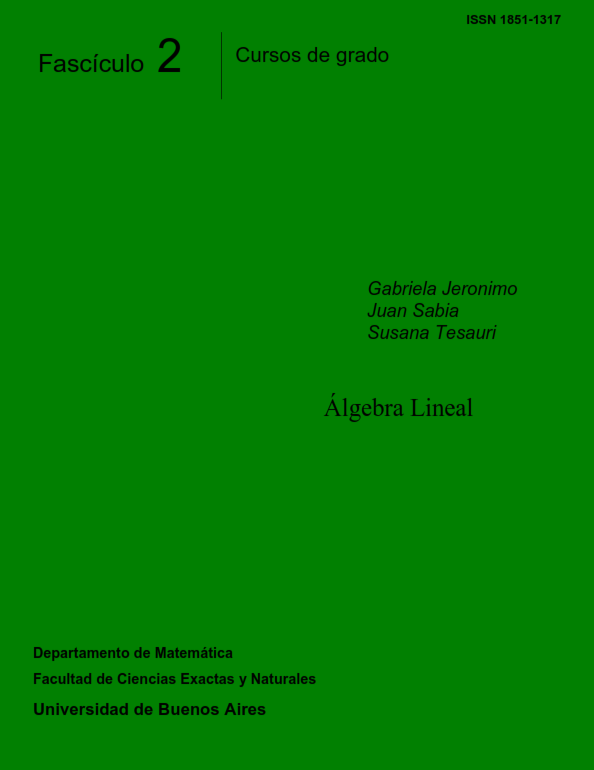 ISSN 1851-1317
Fascículo 2
Cursos de grado
Gabriela Jeronimo
Juan Sabia
Susana Tesauri
Álgebra Lineal
Departamento de Matemática
Facultad de Ciencias Exactas y Naturales
Universidad de Buenos Aires